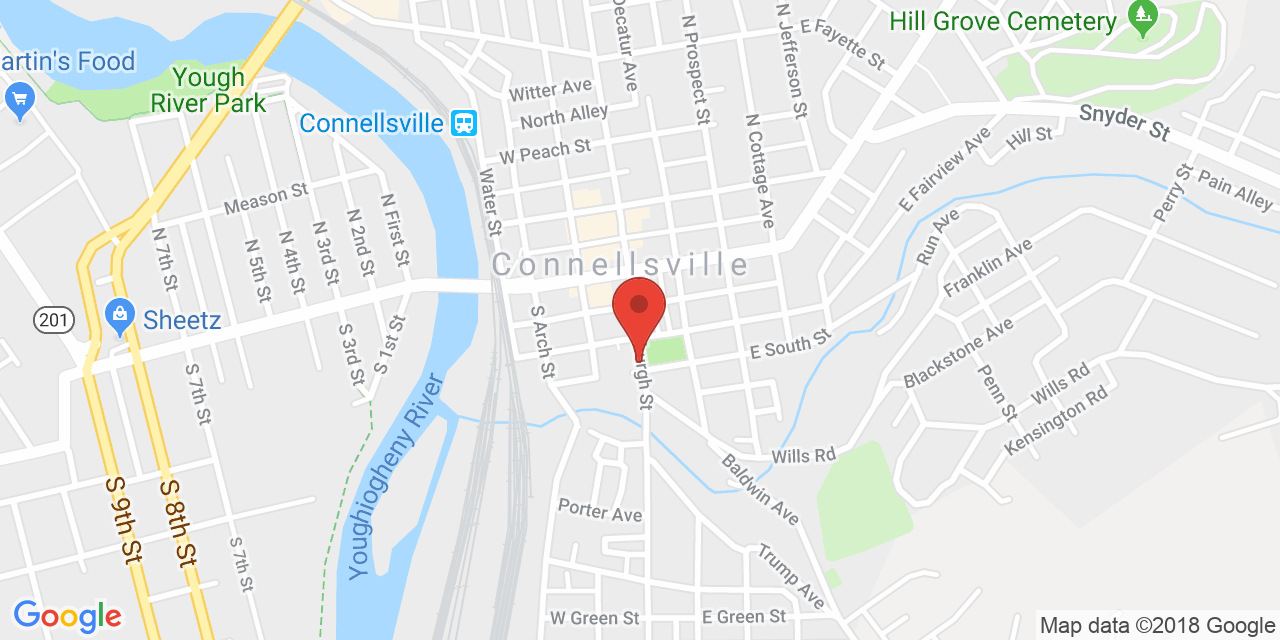 Hill Grove Cemetery
artin's Food
Yough
River Park
Connellsville
Witter Ave
North Alley
W Peach St
Decatur Ave
N Prospect St
N Jefferson St
E Fayette St
N Cottage Ave
Snyder St
Hill St
E Fairview Ave
Perry St
Pain Alley
Meason St
Water St
N First St
N 2nd St
N 3rd St
N 4th St
N 5th St
N 7th St
Run Ave
Franklin Ave
Connellsville
201
Sheetz
S Arch St
S 1st St
S 3rd St
S 7th St
E South St
Blackstone Ave
Penn St
Wills Rd
Kensington Rd
urgh St
Youghiogheny River
Wills Rd
Baldwin Ave
S 9th St
S 8th St
S 7th St
Porter Ave
Trump Ave
W Green St
E Green St
Google
Map data ©2018 Google